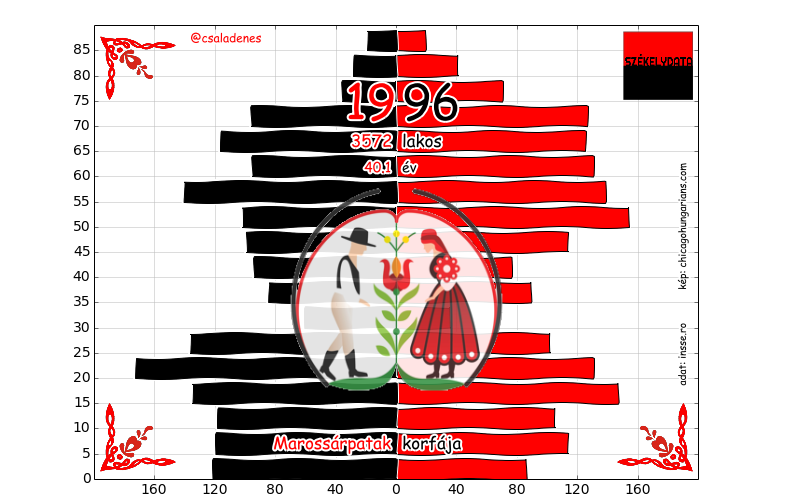 @csaladenes
SZÉKELYDATA
1996
3572 lakos
40.1 év
kép: chicagohungarians.com
adat: insse.ro
Marossárpatak korfája
85
80
75
70
65
60
55
50
45
40
35
30
25
20
15
10
5
0
160 120 80 40 0 40 80 120 160